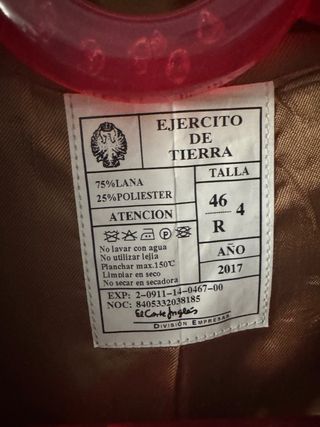 EJERCITO
DE
TIERRA
75%LANA
25%POLIESTER
ATENCION
No lavar con agua
No utilizar lejia
Planchar max.150°C
Limpiar en seco
No secar en secadora
TALLA
46
R
4
AÑO
2017
EXP: 2-0911-14-0467-00
NOC: 8405332038185
El Corte Inglés
DIVISIÓN EMPRESAS